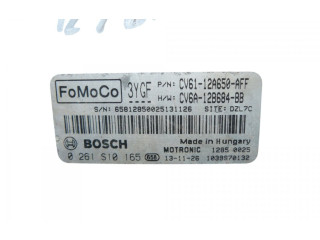 FoMoCo 3YGF P/N: CV61-12A650-AFF
H/W: CV6A-12B684-BB
S/N: 65812850025131126 SITE: DZL7C
BOSCH Made in Hungary
MOTRONIC 1285 0025
0 261 S10 165 13-11-26 1039S70132